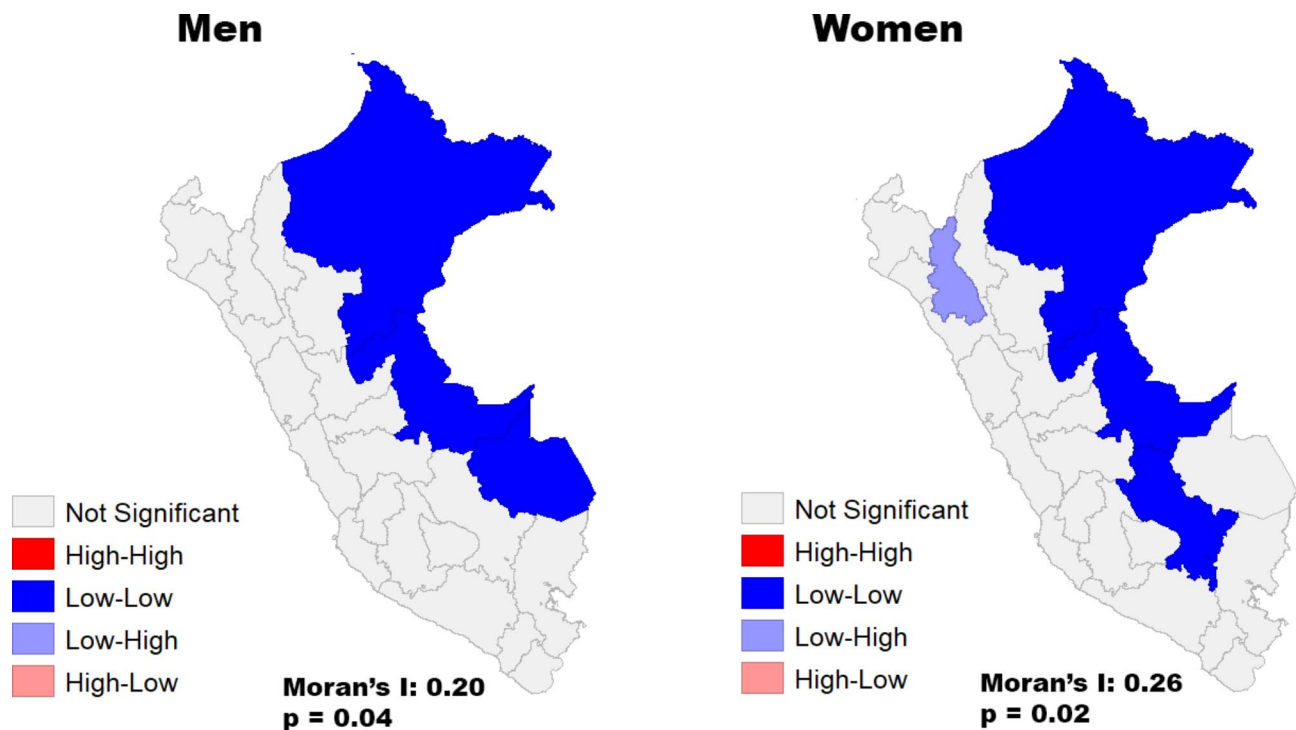 Men
Not Significant
High-High
Low-Low
Low-High
High-Low
Moran's I: 0.20
p = 0.04
Women
Not Significant
High-High
Low-Low
Low-High
High-Low
Moran's I: 0.26
p = 0.02